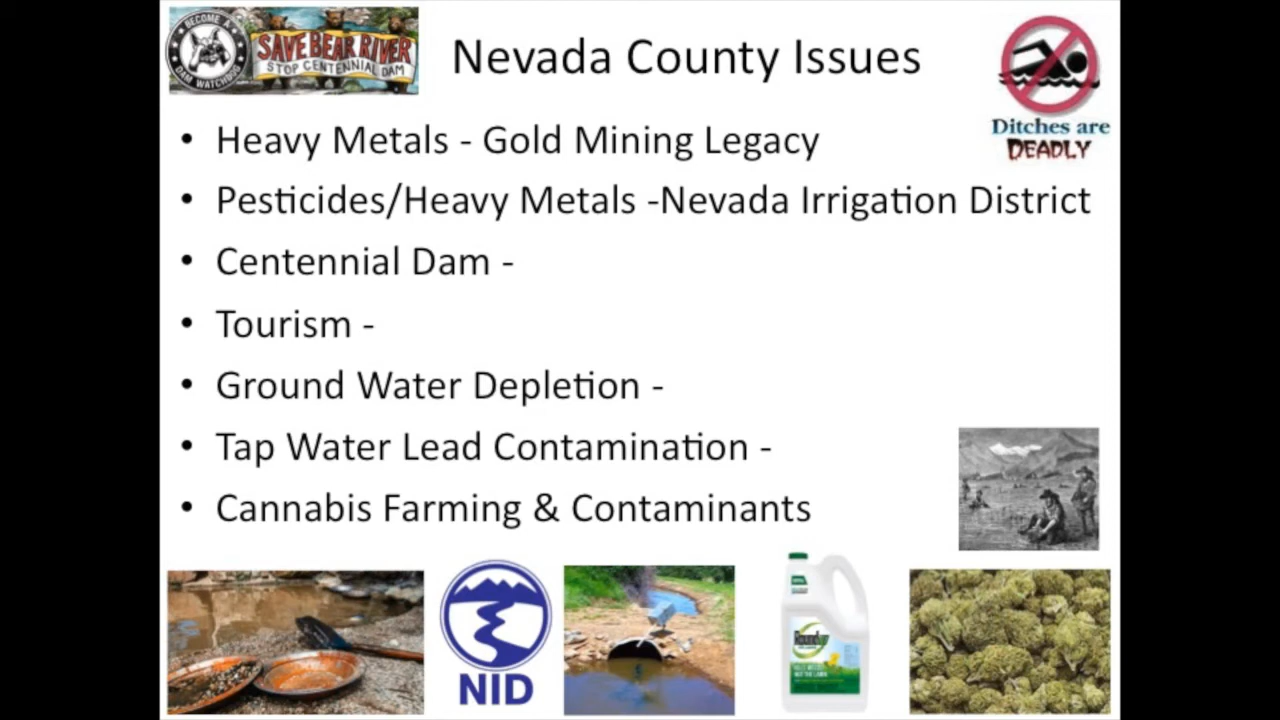 BECOME A
DAM WATCHDOG
SAVE BEAR RIVER
STOP CENTENNIAL DAM
Nevada County Issues
Ditches are
DEADLY
• Heavy Metals - Gold Mining Legacy
• Pesticides/Heavy Metals -Nevada Irrigation District
• Centennial Dam -
• Tourism -
• Ground Water Depletion -
• Tap Water Lead Contamination -
• Cannabis Farming & Contaminants
NID
Roundup